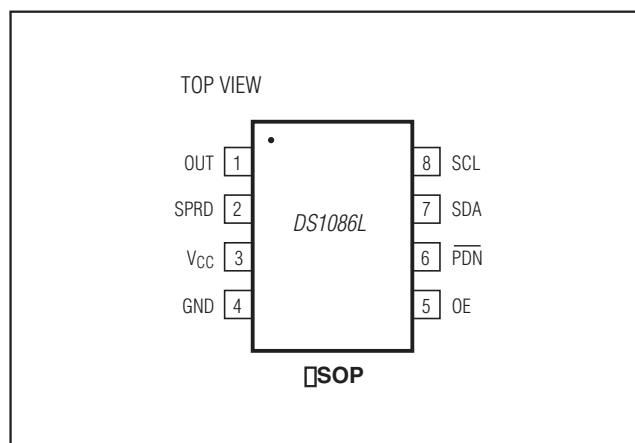 TOP VIEW
OUT 1
SPRD 2
VCC 3
GND 4
DS1086L
8 SCL
7 SDA
6 P̅D̅N̅
5 OE
▯SOP